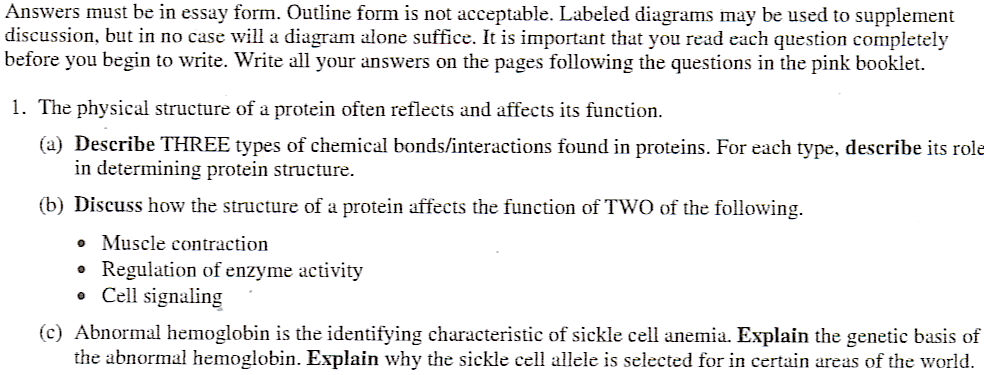 Answers must be in essay form. Outline form is not acceptable. Labeled diagrams may be used to supplement
discussion, but in no case will a diagram alone suffice. It is important that you read each question completely
before you begin to write. Write all your answers on the pages following the questions in the pink booklet.
1. The physical structure of a protein often reflects and affects its function.
(a) Describe THREE types of chemical bonds/interactions found in proteins. For each type, describe its role
in determining protein structure.
(b) Discuss how the structure of a protein affects the function of TWO of the following.
• Muscle contraction
• Regulation of enzyme activity
• Cell signaling
(c) Abnormal hemoglobin is the identifying characteristic of sickle cell anemia. Explain the genetic basis of
the abnormal hemoglobin. Explain why the sickle cell allele is selected for in certain areas of the world.